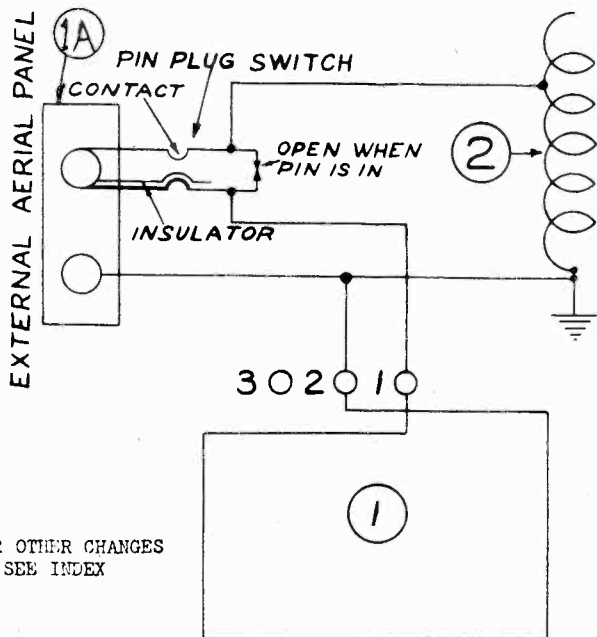 1A
EXTERNAL AERIAL PANEL
PIN PLUG SWITCH
CONTACT
OPEN WHEN
PIN IS IN
2
INSULATOR
3 2 1
1
OTHER CHANGES
SEE INDEX